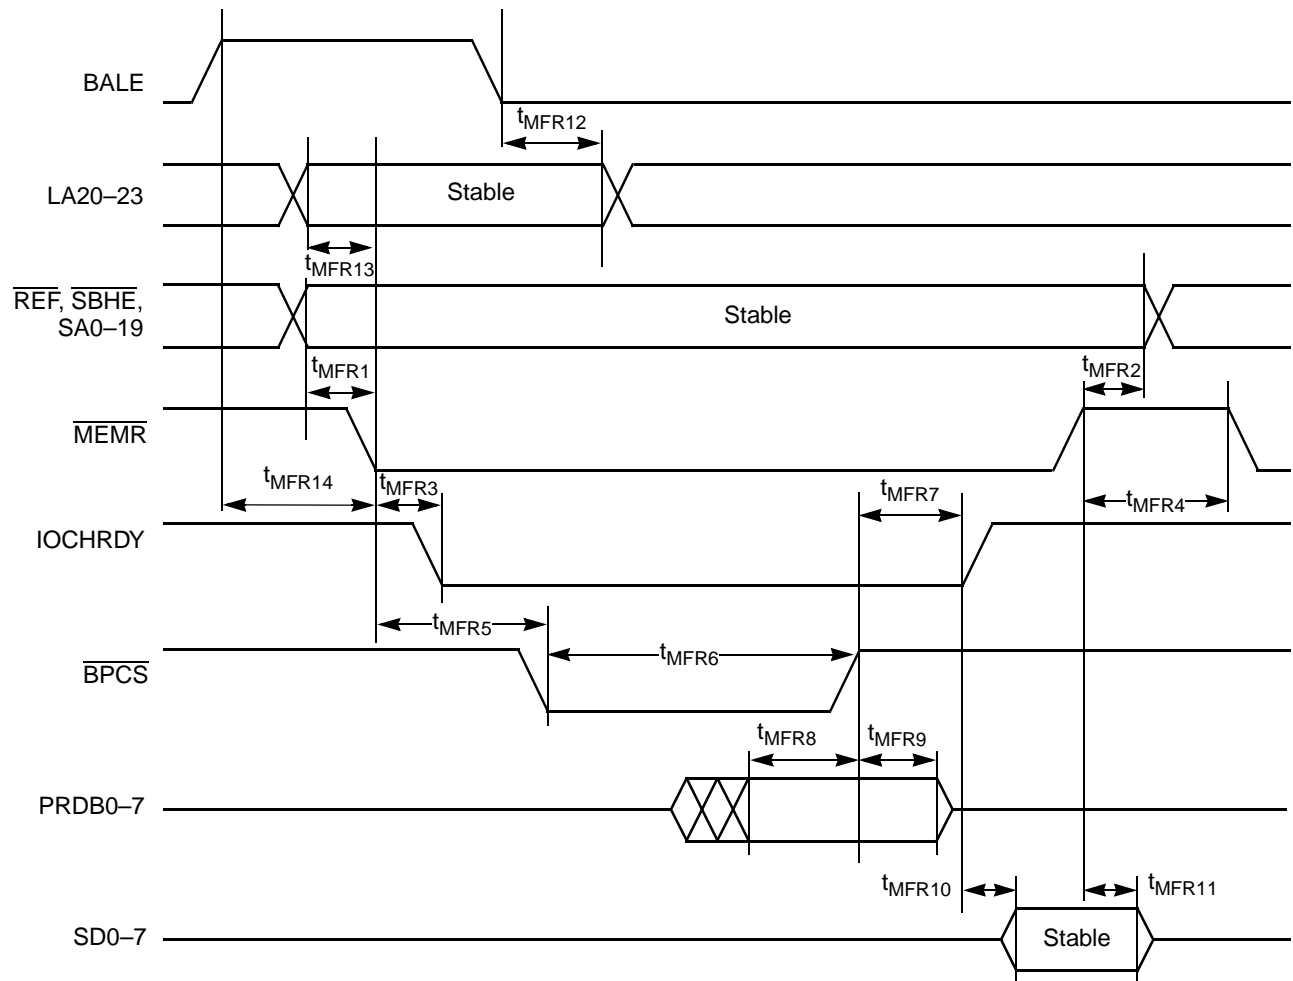 BALE
tMFR12
LA20–23
Stable
tMFR13
REF, SBHE,
SA0–19
Stable
tMFR1
tMFR2
MEMR
tMFR14
tMFR3
tMFR7
tMFR4
IOCHRDY
tMFR5
BPCS
tMFR6
tMFR8
tMFR9
PRDB0–7
tMFR10
tMFR11
SD0–7
Stable